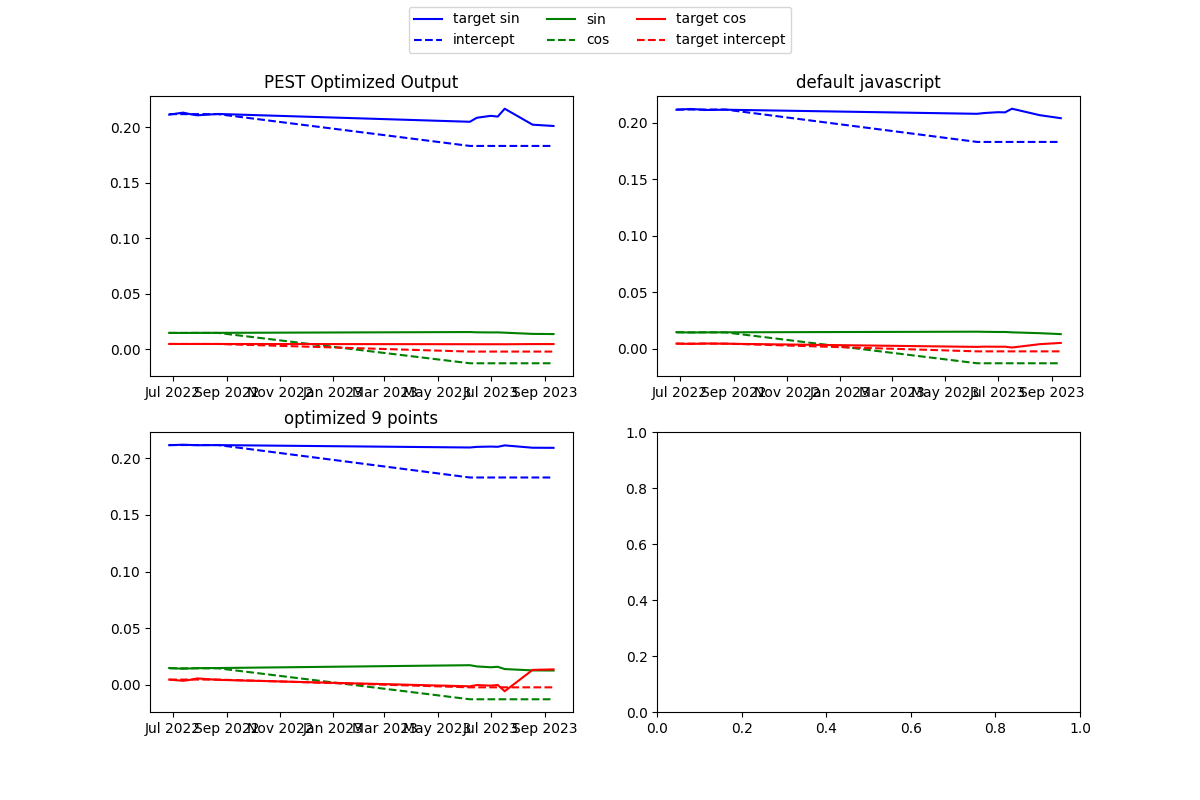 target sin sin target cos
intercept cos target intercept
PEST Optimized Output
0.20
0.15
0.10
0.05
0.00
Jul 2022 Sep 2022 Nov 2022 Jan 2023 Mar 2023 May 2023 Jul 2023 Sep 2023
default javascript
0.20
0.15
0.10
0.05
0.00
Jul 2022 Sep 2022 Nov 2022 Jan 2023 Mar 2023 May 2023 Jul 2023 Sep 2023
optimized 9 points
0.20
0.15
0.10
0.05
0.00
Jul 2022 Sep 2022 Nov 2022 Jan 2023 Mar 2023 May 2023 Jul 2023 Sep 2023
1.0
0.8
0.6
0.4
0.2
0.0
0.0 0.2 0.4 0.6 0.8 1.0